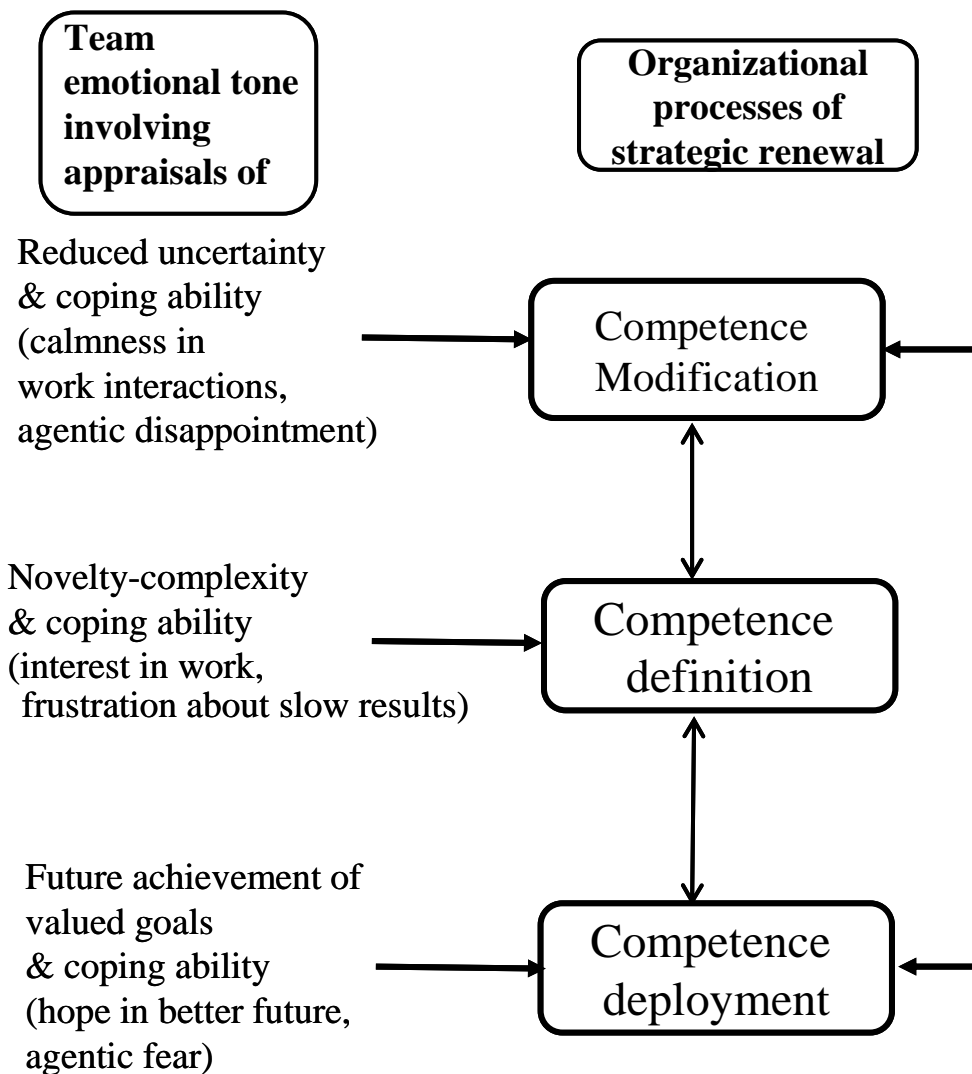 Team
emotional tone
involving
appraisals of
Organizational
processes of
strategic renewal
Reduced uncertainty
& coping ability
(calmness in
work interactions,
agentic disappointment)
Competence
Modification
Novelty-complexity
& coping ability
(interest in work,
frustration about slow results)
Competence
definition
Future achievement of
valued goals
& coping ability
(hope in better future,
agentic fear)
Competence
deployment